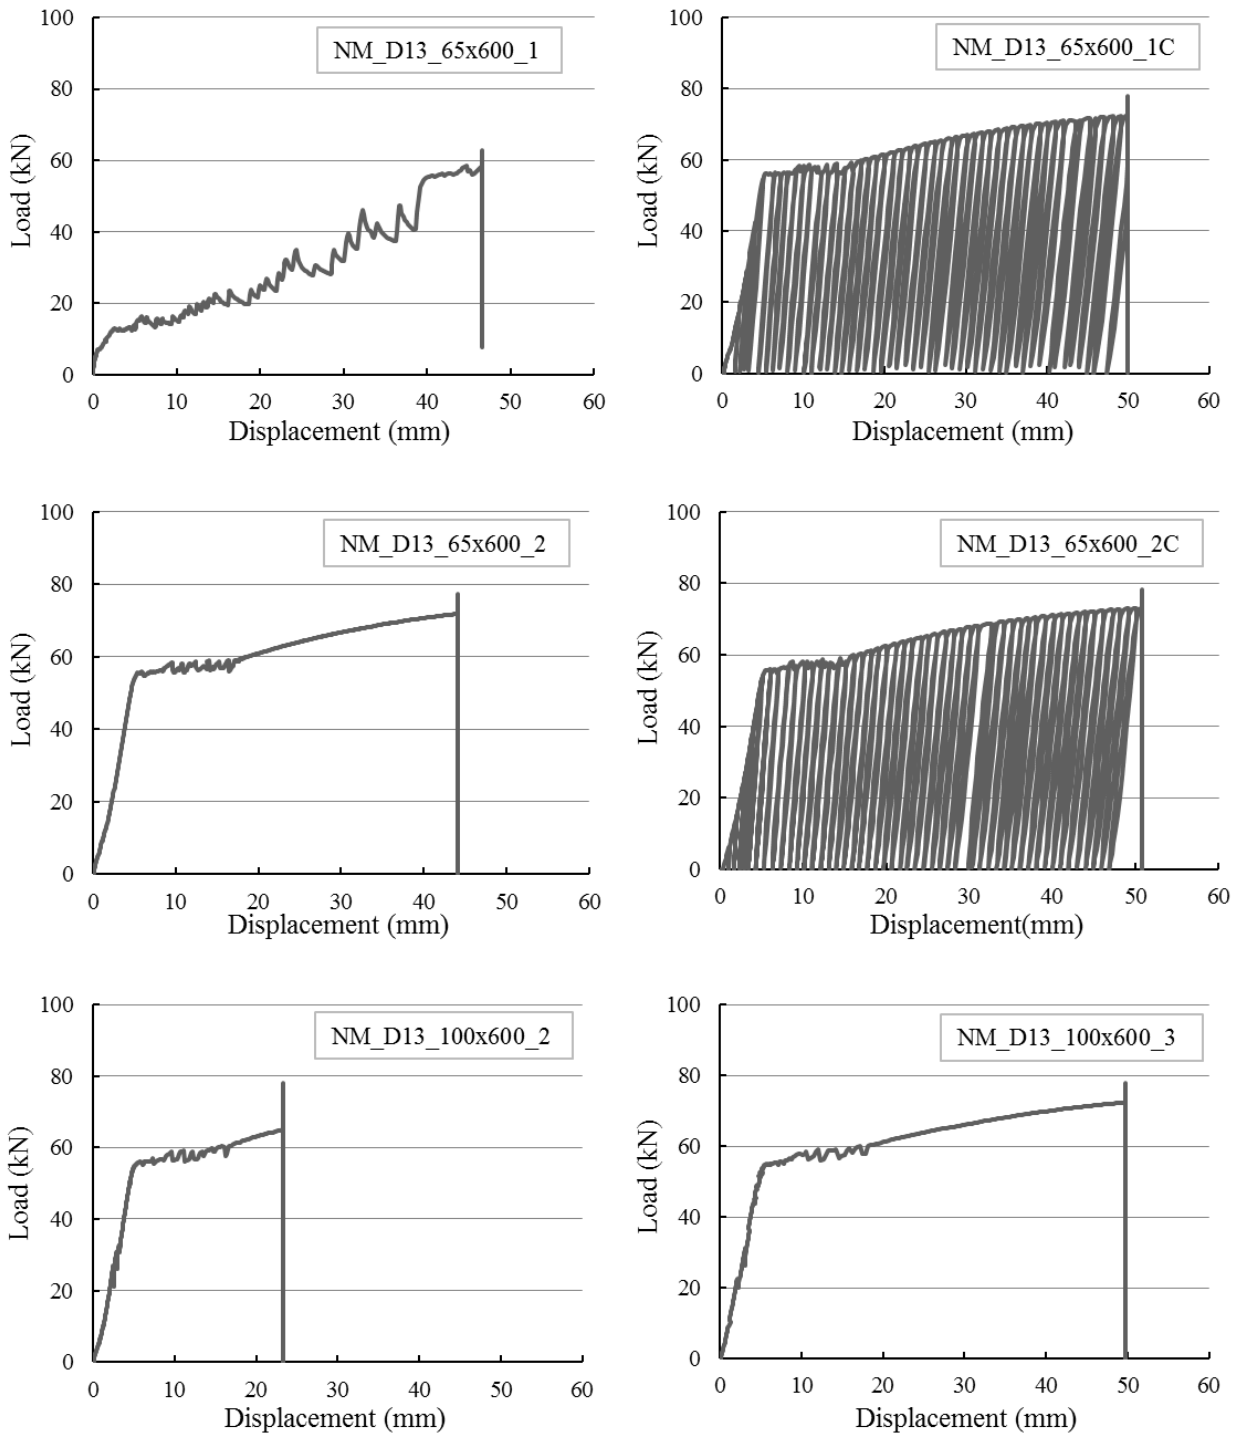 NM_D13_65x600_1
Load (kN)
100
80
60
40
20
0
0 10 20 30 40 50 60
Displacement (mm)
NM_D13_65x600_1C
Load (kN)
100
80
60
40
20
0
0 10 20 30 40 50 60
Displacement (mm)
NM_D13_65x600_2
Load (kN)
100
80
60
40
20
0
0 10 20 30 40 50 60
Displacement (mm)
NM_D13_65x600_2C
Load (kN)
100
80
60
40
20
0
0 10 20 30 40 50 60
Displacement(mm)
NM_D13_100x600_2
Load (kN)
100
80
60
40
20
0
0 10 20 30 40 50 60
Displacement (mm)
NM_D13_100x600_3
Load (kN)
100
80
60
40
20
0
0 10 20 30 40 50 60
Displacement (mm)